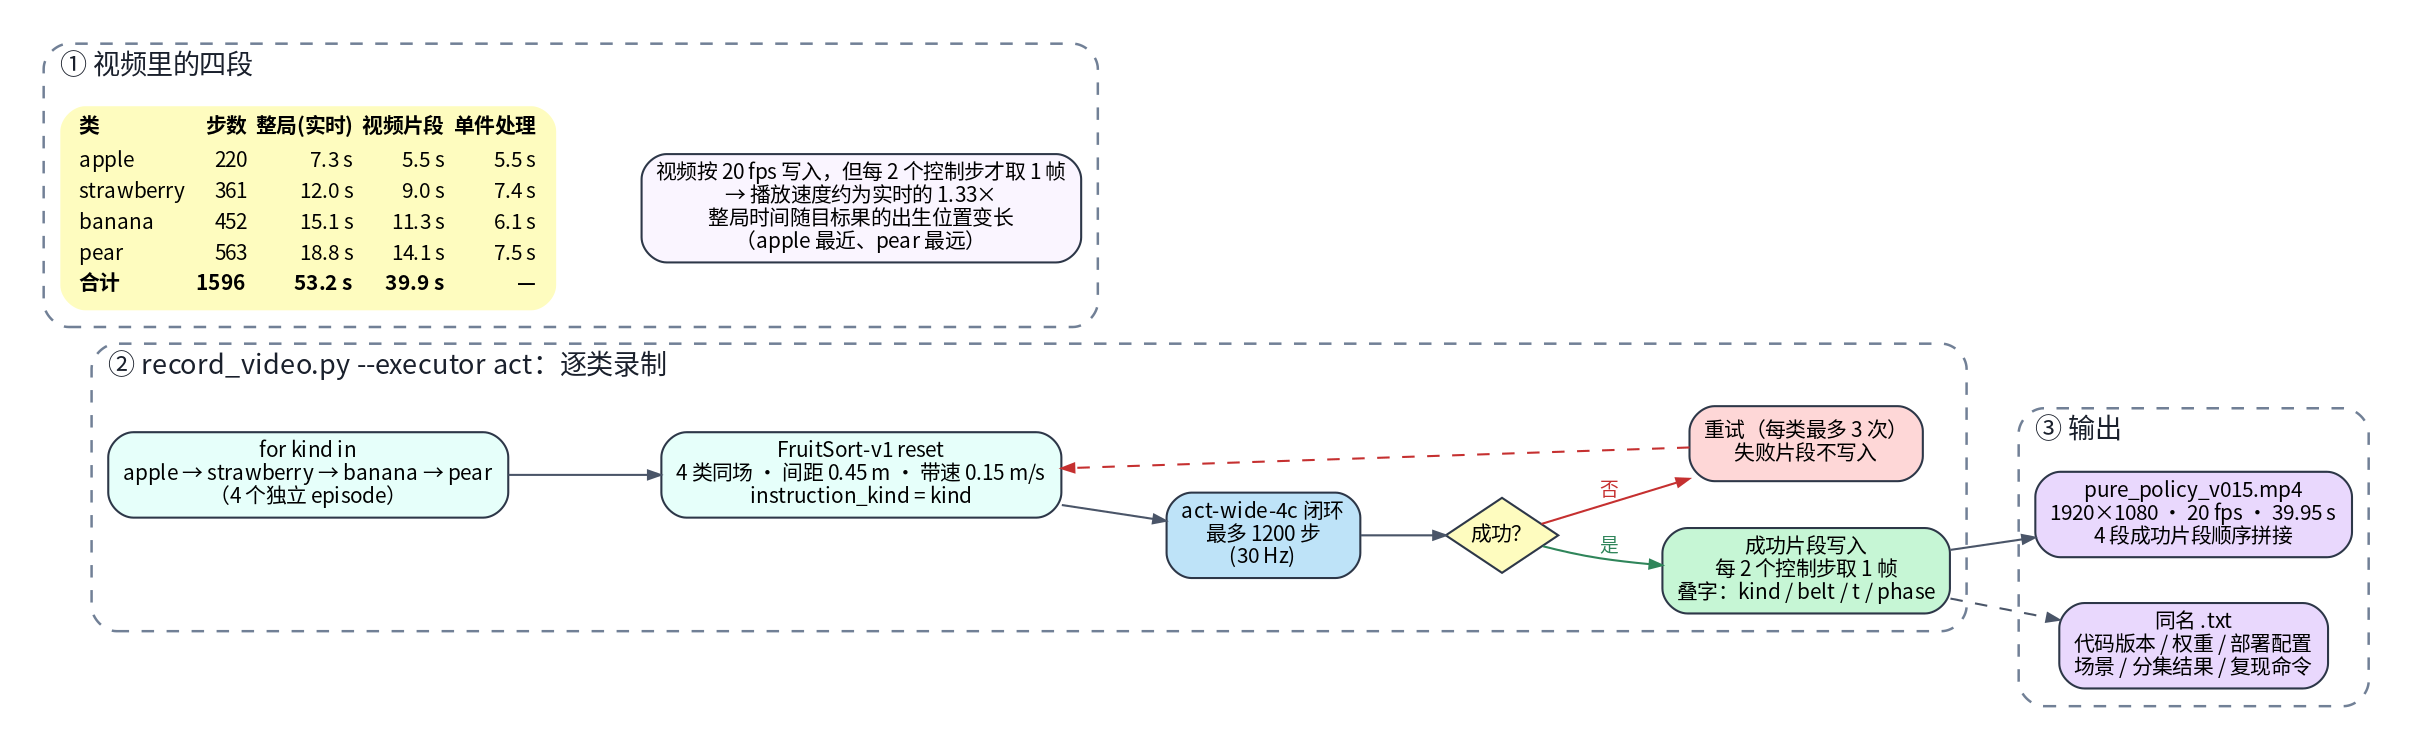 ① 视频里的四段
类 步数 整局(实时) 视频片段 单件处理
apple 220 7.3 s 5.5 s 5.5 s
strawberry 361 12.0 s 9.0 s 7.4 s
banana 452 15.1 s 11.3 s 6.1 s
pear 563 18.8 s 14.1 s 7.5 s
合计 1596 53.2 s 39.9 s —
视频按 20 fps 写入，但每 2 个控制步才取 1 帧
→ 播放速度约为实时的 1.33×
整局时间随目标果的出生位置变长
（apple 最近、pear 最远）
② record_video.py --executor act：逐类录制
for kind in
apple → strawberry → banana → pear
（4 个独立 episode）
FruitSort-v1 reset
4 类同场 · 间距 0.45 m · 带速 0.15 m/s
instruction_kind = kind
act-wide-4c 闭环
最多 1200 步
(30 Hz)
成功?
否
是
重试（每类最多 3 次）
失败片段不写入
成功片段写入
每 2 个控制步取 1 帧
叠字：kind / belt / t / phase
③ 输出
pure_policy_v015.mp4
1920×1080 · 20 fps · 39.95 s
4 段成功片段顺序拼接
同名 .txt
代码版本 / 权重 / 部署配置
场景 / 分集结果 / 复现命令